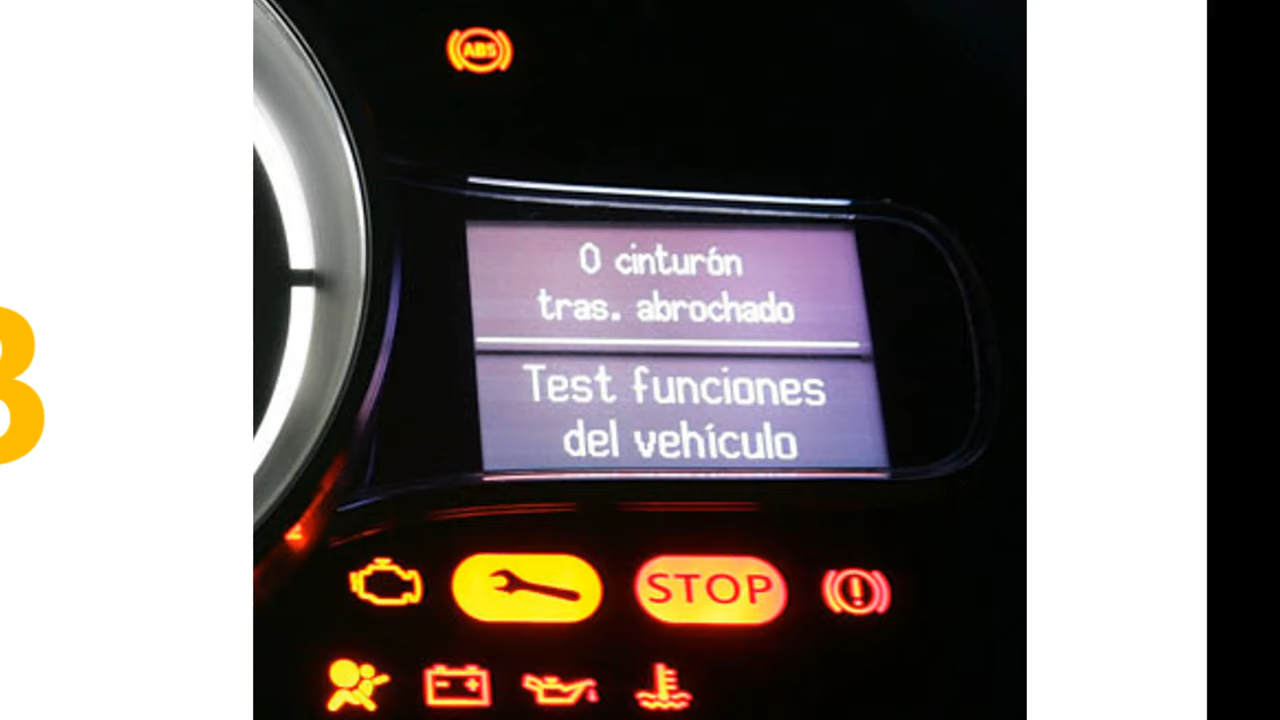 ABS
0 cinturón
tras. abrochado
Test funciones
del vehículo
STOP